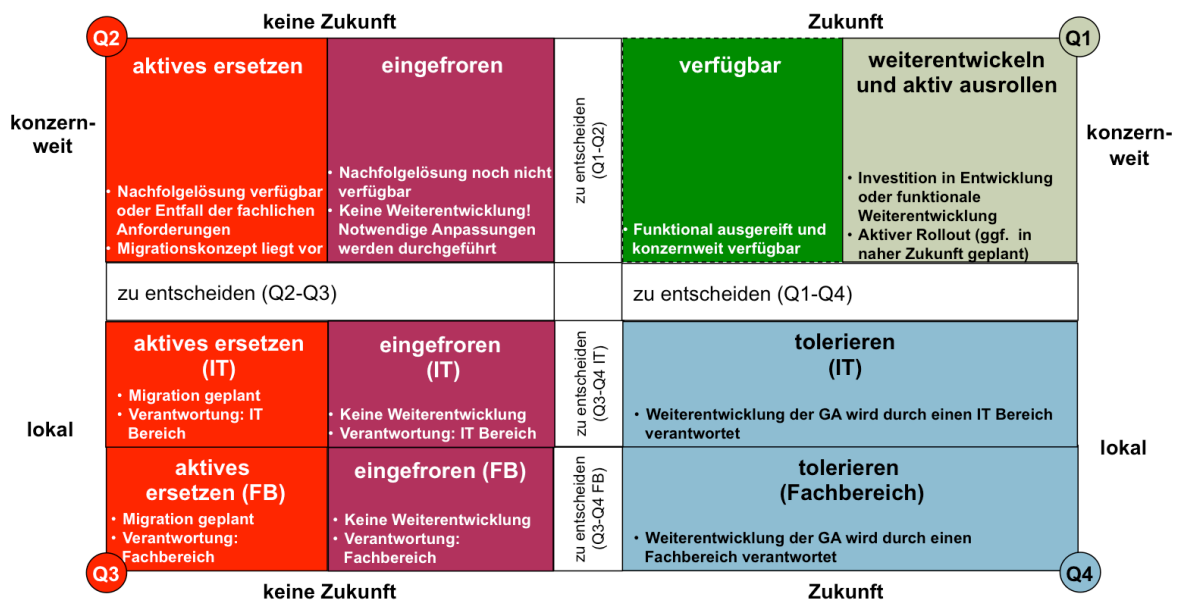 keine Zukunft
Zukunft
Q2
Q1
konzern-
weit
aktives ersetzen
• Nachfolgelösung verfügbar
oder Entfall der fachlichen
Anforderungen
• Migrationskonzept liegt vor
eingefroren
• Nachfolgelösung noch nicht
verfügbar
• Keine Weiterentwicklung!
Notwendige Anpassungen
werden durchgeführt
zu entscheiden
(Q1-Q2)
verfügbar
• Funktional ausgereift und
konzernweit verfügbar
weiterentwickeln
und aktiv ausrollen
• Investition in Entwicklung
oder funktionale
Weiterentwicklung
• Aktiver Rollout (ggf. in
naher Zukunft geplant)
konzern-
weit
zu entscheiden (Q2-Q3)
zu entscheiden (Q1-Q4)
lokal
aktives ersetzen
(IT)
• Migration geplant
• Verantwortung: IT
Bereich
eingefroren
(IT)
• Keine Weiterentwicklung
• Verantwortung: IT Bereich
zu entscheiden
(Q3-Q4 IT)
tolerieren
(IT)
• Weiterentwicklung der GA wird durch einen IT Bereich
verantwortet
lokal
aktives
ersetzen (FB)
• Migration geplant
• Verantwortung:
Fachbereich
eingefroren (FB)
• Keine Weiterentwicklung
• Verantwortung:
Fachbereich
zu entscheiden
(Q3-Q4 FB)
tolerieren
(Fachbereich)
• Weiterentwicklung der GA wird durch einen
Fachbereich verantwortet
Q3
Q4
keine Zukunft
Zukunft